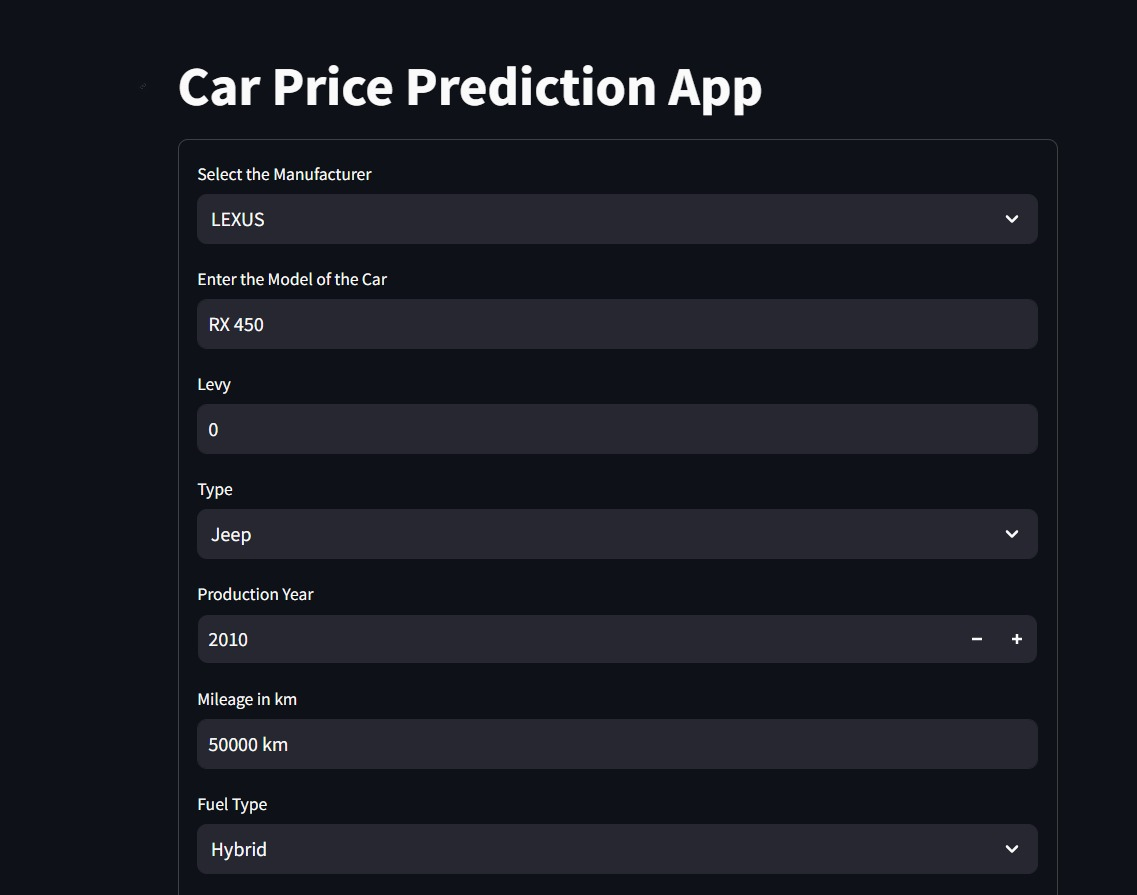 Car Price Prediction App
Select the Manufacturer
LEXUS
Enter the Model of the Car
RX 450
Levy
0
Type
Jeep
Production Year
2010
Mileage in km
50000 km
Fuel Type
Hybrid